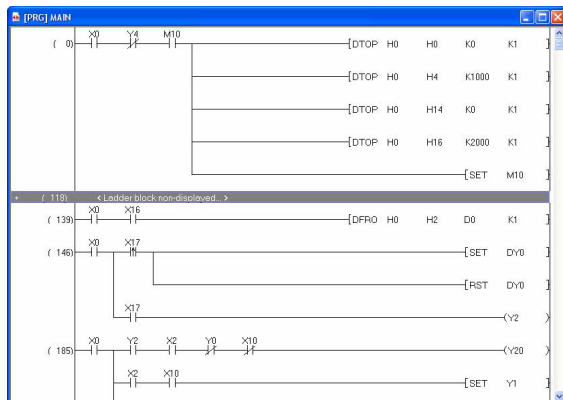 [PRG] MAIN
X0 Y4 M10
( 0) [DTOP H0 H0 K0 K1 ]
[DTOP H0 H4 K1000 K1 ]
[DTOP H0 H14 K0 K1 ]
[DTOP H0 H16 K2000 K1 ]
[SET M10 ]
+ ( 118) < Ladder block non-displayed... >
X0 X16
( 139) [DFRO H0 H2 D0 K1 ]
X0 X17
( 146) [SET DY0 ]
[RST DY0 ]
X17
(Y2 )
X0 Y2 X2 Y0 X10
( 185) (Y20 )
X2 X10
[SET Y1 ]